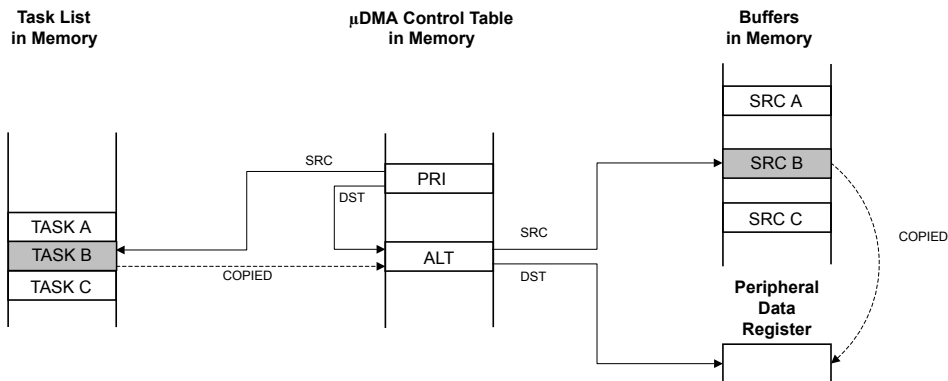 Task List
in Memory
μDMA Control Table
in Memory
Buffers
in Memory
SRC A
SRC
PRI
SRC B
DST
TASK A
SRC C
SRC
COPIED
TASK B
ALT
COPIED
DST
TASK C
Peripheral
Data
Register